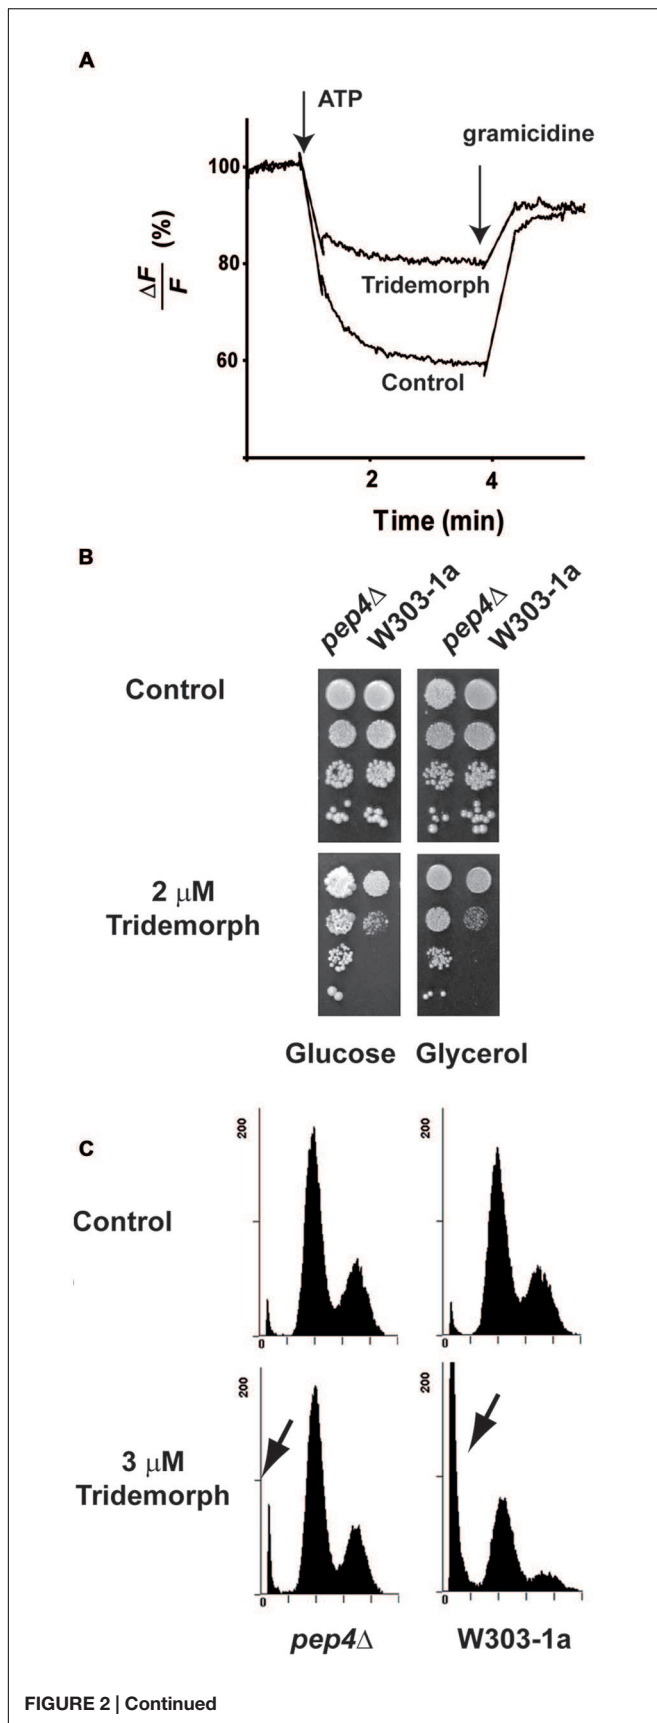 A
ATP
gramicidine
100
ΔF
F
(%)
80
Tridemorph
60
Control
2
4
Time (min)
B
pep4Δ
W303-1a
pep4Δ
W303-1a
Control
2 μM
Tridemorph
Glucose
Glycerol
C
200
200
Control
0
0
200
200
3 μM
Tridemorph
0
0
pep4Δ
W303-1a
FIGURE 2 | Continued